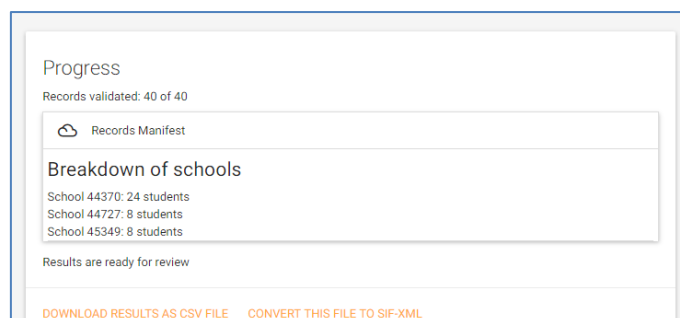 Progress
Records validated: 40 of 40
Records Manifest
Breakdown of schools
School 44370: 24 students
School 44727: 8 students
School 45349: 8 students
Results are ready for review
DOWNLOAD RESULTS AS CSV FILE CONVERT THIS FILE TO SIF-XML